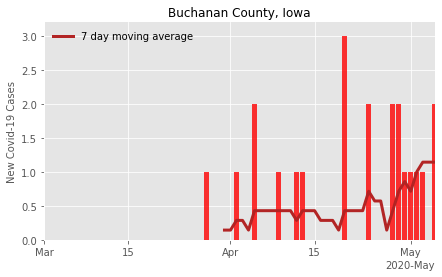 Buchanan County, Iowa
7 day moving average
New Covid-19 Cases
3.0
2.5
2.0
1.5
1.0
0.5
0.0
Mar
15
Apr
15
May
2020-May